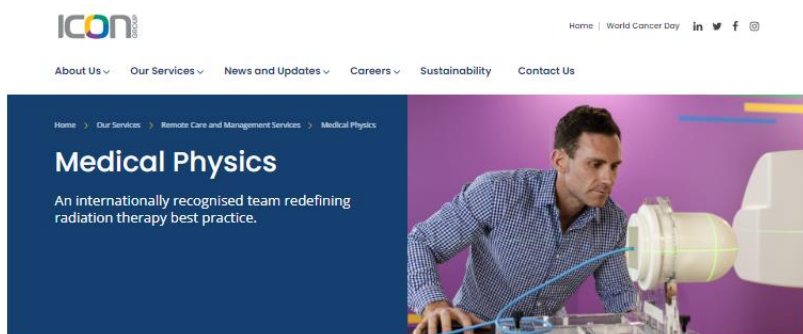 ICON GROUP
Home | World Cancer Day
About Us Our Services News and Updates Careers Sustainability Contact Us
Home > Our Services > Remote Care and Management Services > Medical Physics
Medical Physics
An internationally recognised team redefining
radiation therapy best practice.